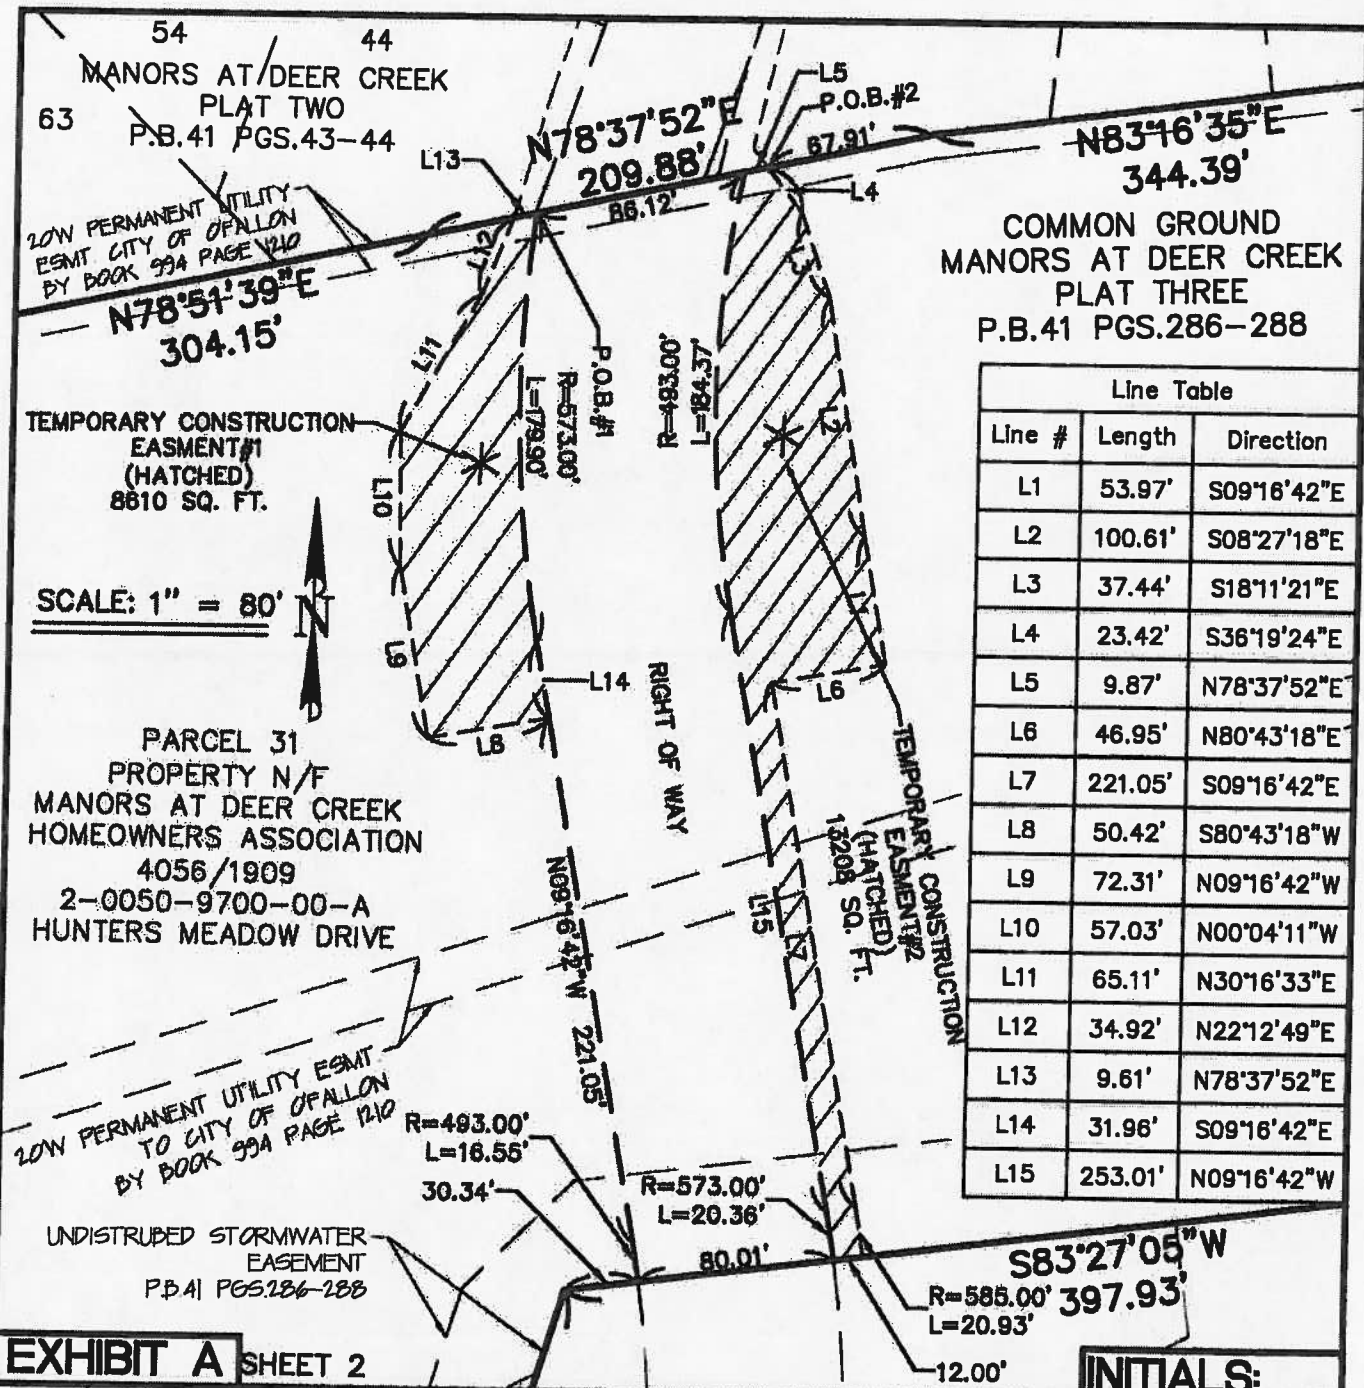 54
44
MANORS AT DEER CREEK
PLAT TWO
P.B.41 PGS.43-44
63
L5
P.O.B.#2
N78°37'52"E
209.88'
67.91'
N83°16'35"E
344.39'
L13
L4
86.12'
20'W PERMANENT UTILITY
ESMT CITY OF O'FALLON
BY BOOK 994 PAGE 1210
L12
L3
COMMON GROUND
MANORS AT DEER CREEK
PLAT THREE
P.B.41 PGS.286-288
N78°51'39"E
304.15'
L11
P.O.B.#1
R=573.00'
L=179.90'
R=493.00'
L=184.37'
L2
TEMPORARY CONSTRUCTION
EASMENT#1
(HATCHED)
8610 SQ. FT.
L10
SCALE: 1" = 80'
N
L9
L1
L14
L6
L8
RIGHT OF WAY
PARCEL 31
PROPERTY N/F
MANORS AT DEER CREEK
HOMEOWNERS ASSOCIATION
4056/1909
2-0050-9700-00-A
HUNTERS MEADOW DRIVE
TEMPORARY CONSTRUCTION
EASMENT#2
(HATCHED)
13208 SQ. FT.
N09°16'42"W 221.05'
L15
L7
20'W PERMANENT UTILITY ESMT
TO CITY OF O'FALLON
BY BOOK 994 PAGE 1210
R=493.00'
L=16.55'
30.34'
R=573.00'
L=20.36'
80.01'
UNDISTRUBED STORMWATER
EASEMENT
P.B.41 PGS.286-288
S83°27'05"W
397.93'
R=585.00'
L=20.93'
12.00'
Line Table
Line # Length Direction
L1 53.97' S09°16'42"E
L2 100.61' S08°27'18"E
L3 37.44' S18°11'21"E
L4 23.42' S36°19'24"E
L5 9.87' N78°37'52"E
L6 46.95' N80°43'18"E
L7 221.05' S09°16'42"E
L8 50.42' S80°43'18"W
L9 72.31' N09°16'42"W
L10 57.03' N00°04'11"W
L11 65.11' N30°16'33"E
L12 34.92' N22°12'49"E
L13 9.61' N78°37'52"E
L14 31.96' S09°16'42"E
L15 253.01' N09°16'42"W
EXHIBIT A SHEET 2
INITIALS: